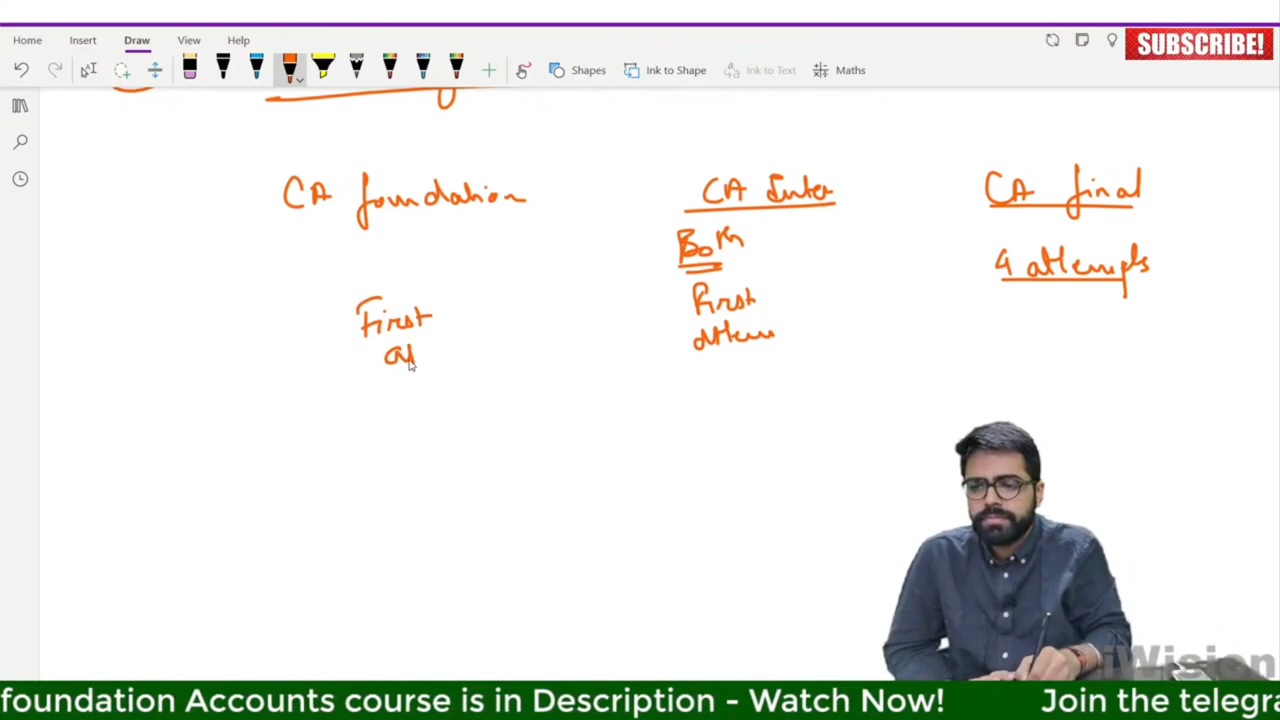 Home Insert Draw View Help
SUBSCRIBE!
Shapes Ink to Shape Ink to Text Maths
CA foundation CA Inter CA final
Both
4 attempts
First
First
iWision
foundation Accounts course is in Description - Watch Now! Join the telegra